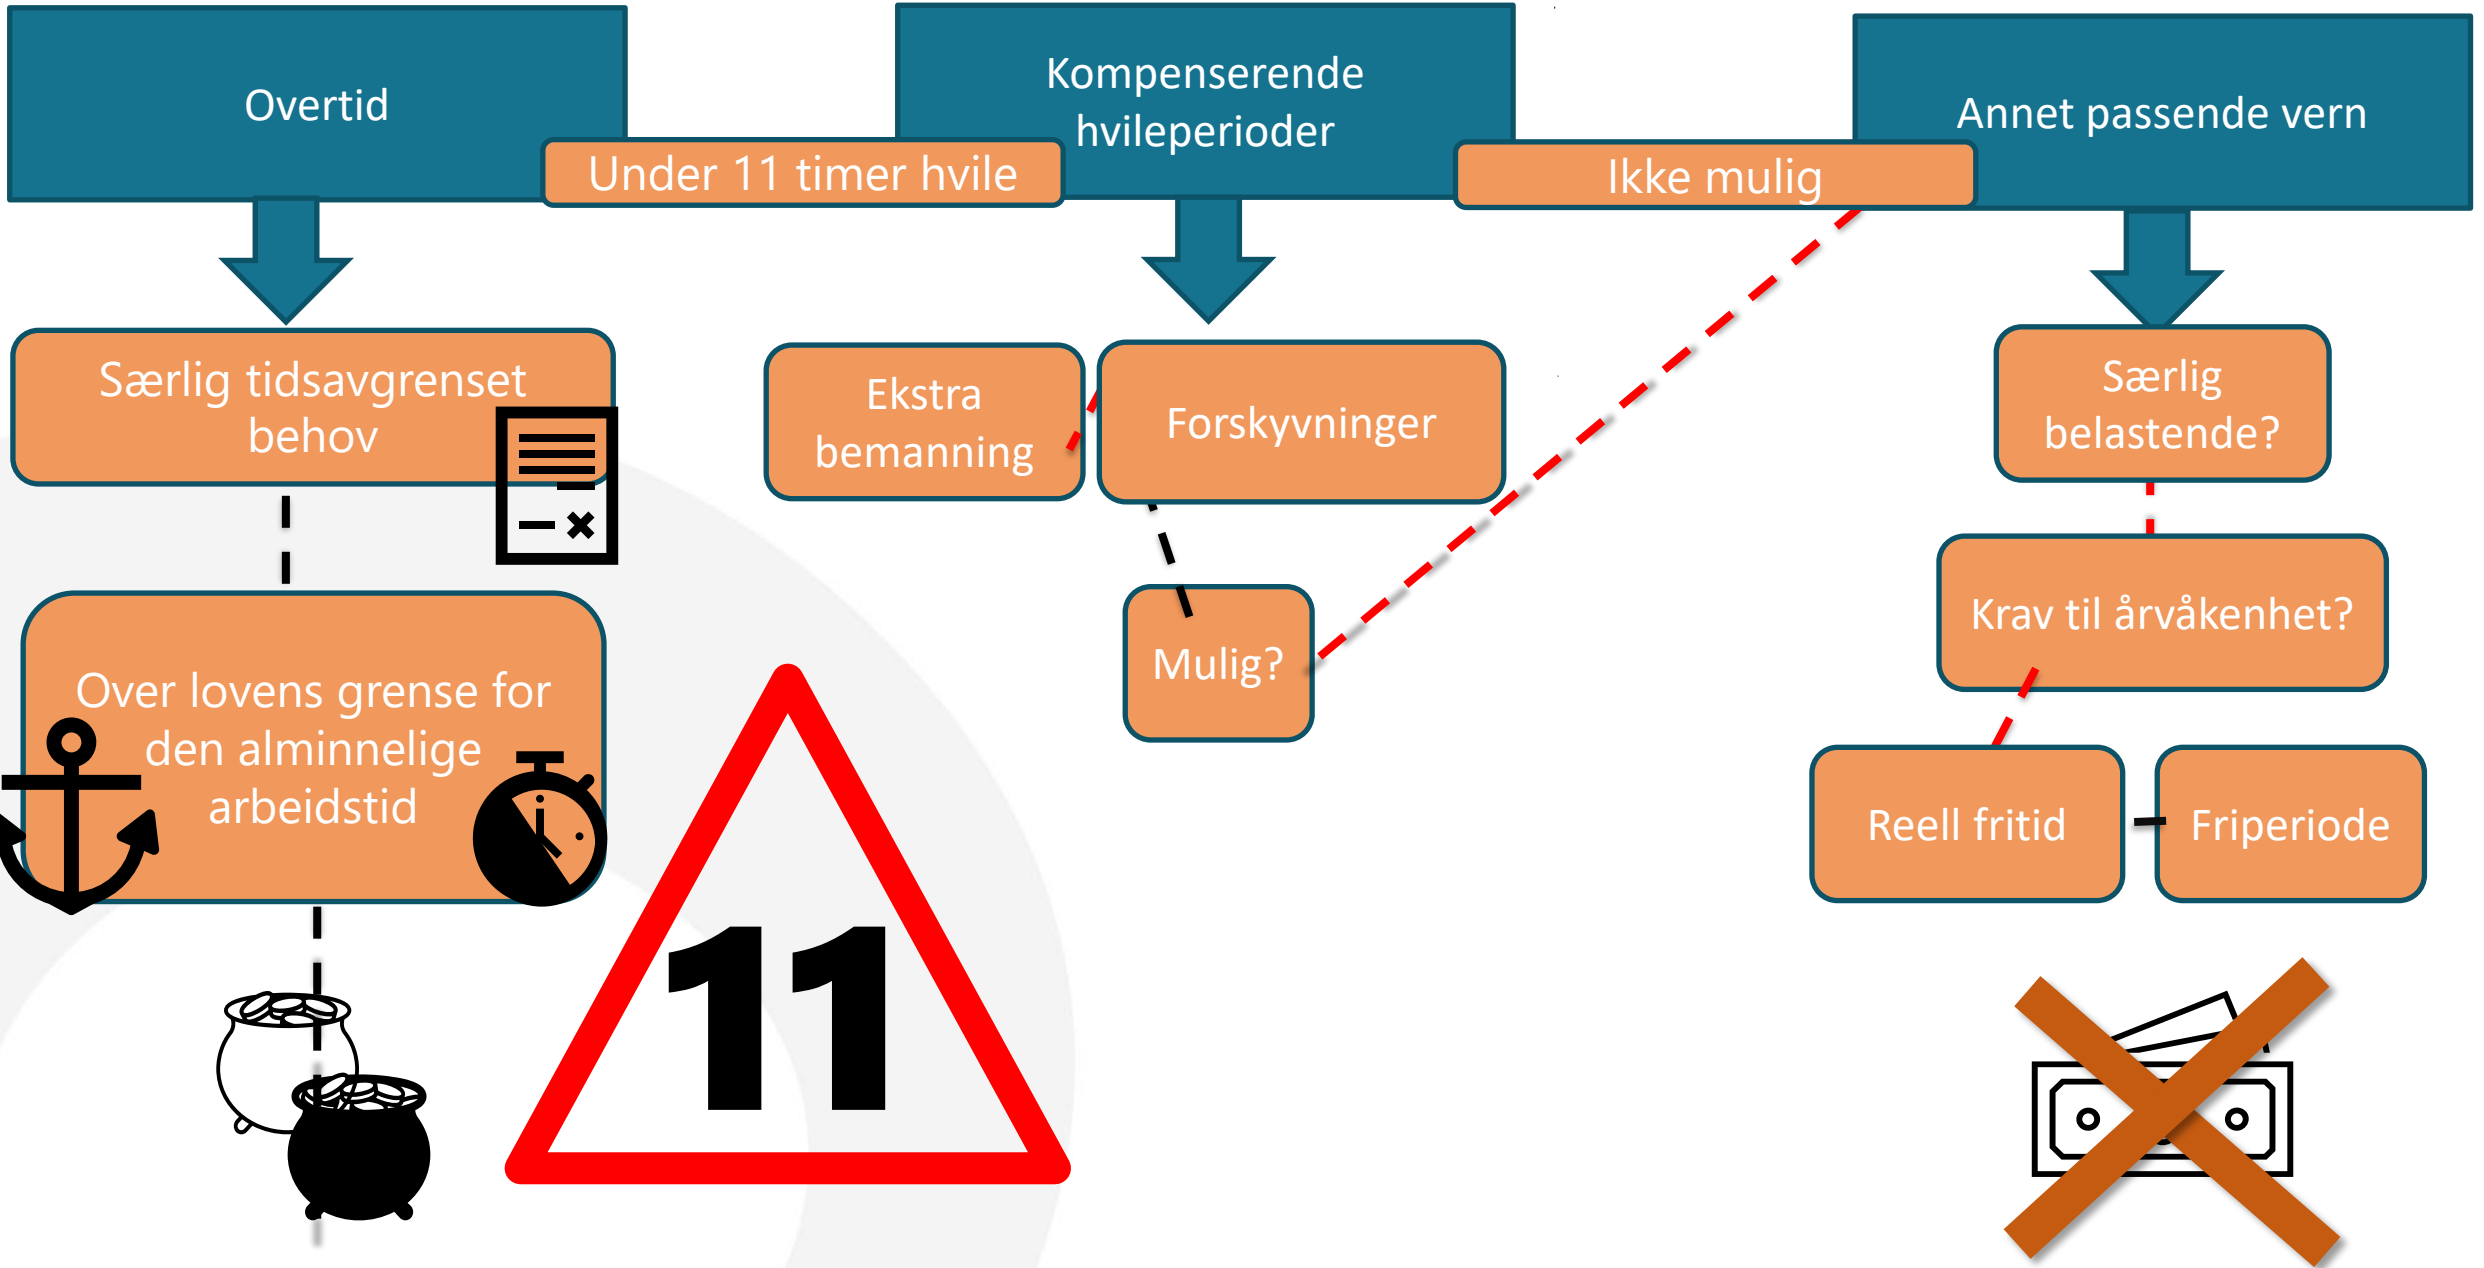 Overtid
Under 11 timer hvile
Kompenserende
hvileperioder
Ikke mulig
Annet passende vern
Særlig tidsavgrenset
behov
Over lovens grense for
den alminnelige
arbeidstid
11
Ekstra
bemanning
Forskyvninger
Mulig?
Særlig
belastende?
Krav til årvåkenhet?
Reell fritid
Friperiode